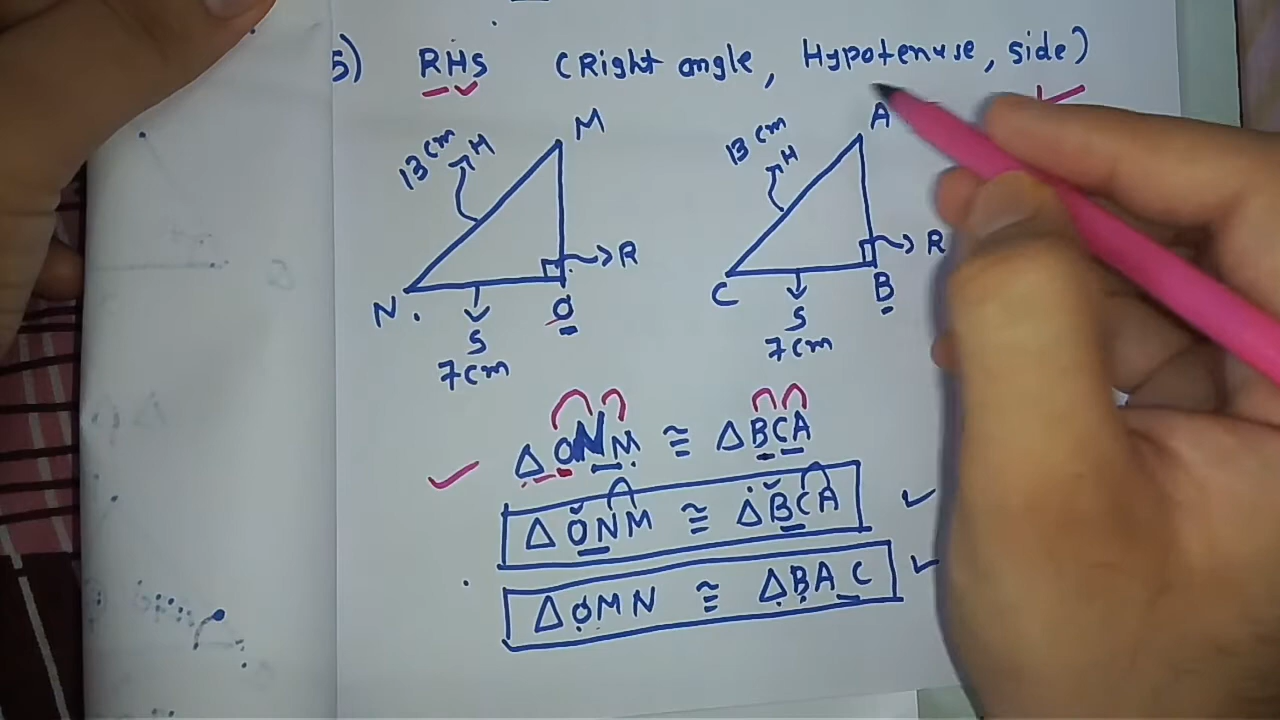 5) RHS (Right angle, Hypotenuse, side)
M A
13 cm H 13 cm H
R R
N. O C B
S S
7cm 7cm
Δ ONM ≅ Δ BCA
Δ ONM ≅ Δ BCA
Δ OMN ≅ Δ BAC